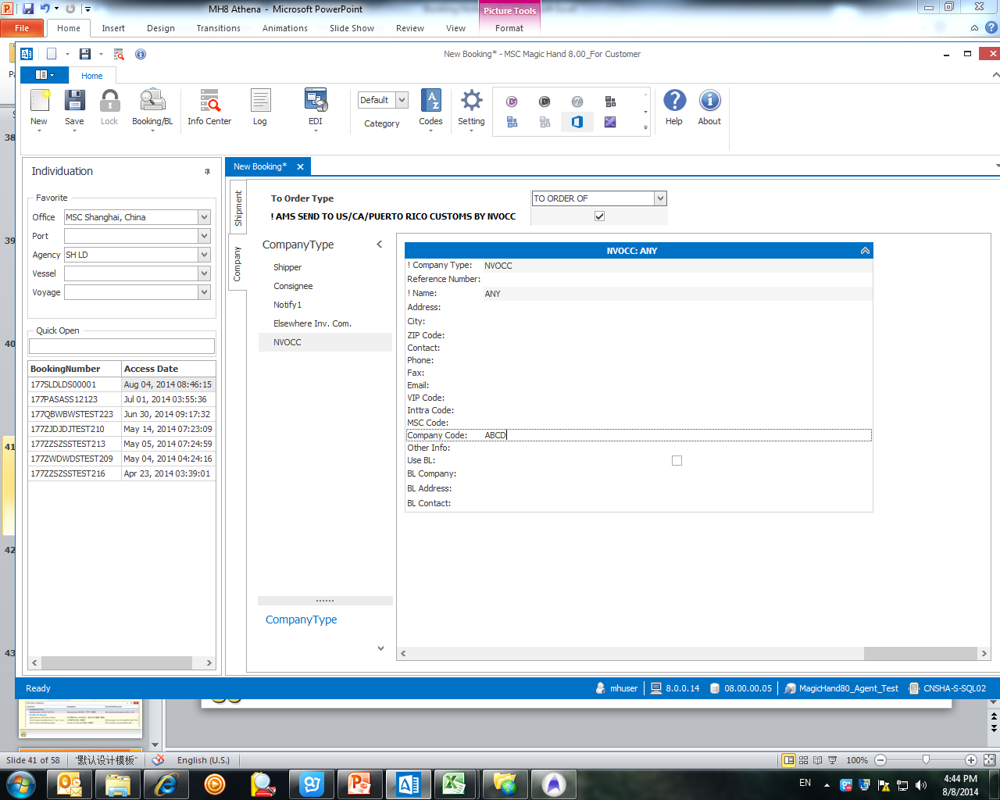 MH8 Athena - Microsoft PowerPoint
Picture Tools
File
Home
Insert
Design
Transitions
Animations
Slide Show
Review
View
Format
New Booking* - MSC Magic Hand 8.00_For Customer
Home
New
Save
Lock
Booking/BL
Info Center
Log
EDI
Default
Category
Codes
Setting
Help
About
38
39
40
41
42
43
Individuation
Favorite
Office MSC Shanghai, China
Port
Agency SH LD
Vessel
Voyage
Quick Open
BookingNumber Access Date
177SLDLDS00001 Aug 04, 2014 08:46:15
177PASASS12123 Jul 01, 2014 03:55:36
177QBWBWSTEST223 Jun 30, 2014 09:17:32
177ZJDJDJTEST210 May 14, 2014 07:23:09
177ZZSZSSTEST213 May 05, 2014 07:24:59
177ZWDWDSTEST209 May 04, 2014 04:24:16
177ZZSZSSTEST216 Apr 23, 2014 03:39:01
New Booking*
Shipment
Company
To Order Type TO ORDER OF
! AMS SEND TO US/CA/PUERTO RICO CUSTOMS BY NVOCC
CompanyType
Shipper
Consignee
Notify1
Elsewhere Inv. Com.
NVOCC
CompanyType
NVOCC: ANY
! Company Type: NVOCC
Reference Number:
! Name: ANY
Address:
City:
ZIP Code:
Contact:
Phone:
Fax:
Email:
VIP Code:
Inttra Code:
MSC Code:
Company Code: ABCD
Other Info:
Use BL:
BL Company:
BL Address:
BL Contact:
Ready
mhuser
8.0.0.14
08.00.00.05
MagicHand80_Agent_Test
CNSHA-S-SQL02
Slide 41 of 58
"默认设计模板"
English (U.S.)
100%
EN
4:44 PM
8/8/2014